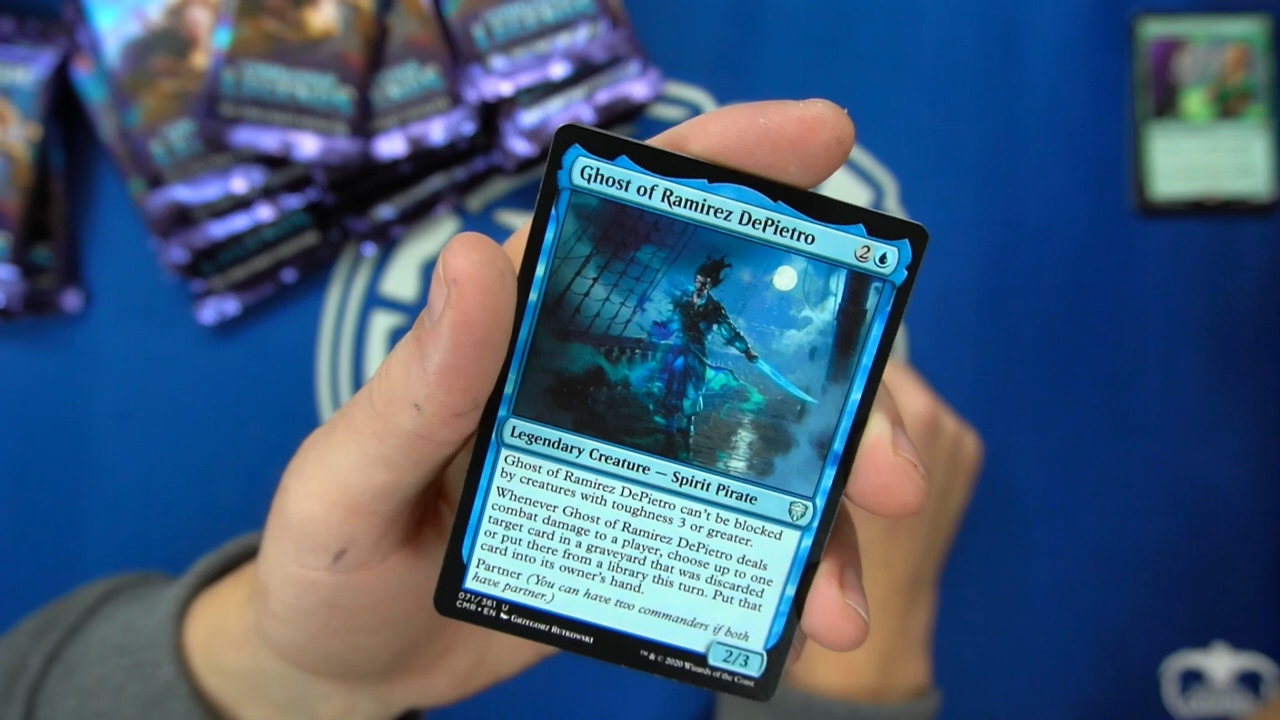 Ghost of Ramirez DePietro
2
Legendary Creature — Spirit Pirate
Ghost of Ramirez DePietro can't be blocked
by creatures with toughness 3 or greater.
Whenever Ghost of Ramirez DePietro deals
combat damage to a player, choose up to one
target card in a graveyard that was discarded
or put there from a library this turn. Put that
card into its owner's hand.
Partner (You can have two commanders if both
have partner.)
2/3
071/361 U
CMR • EN GRZEGORZ RUTKOWSKI
™ & © 2020 Wizards of the Coast